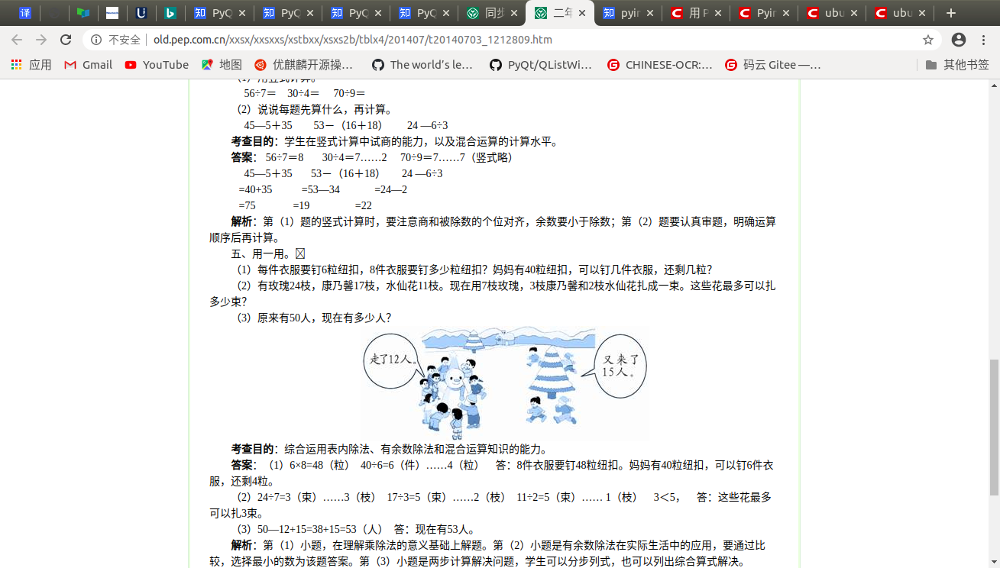 译
知 PyQ
知 PyQ
知 PyQ
知 PyQ
同步
二年
知 pyin
用 P
Pyin
ubu
ubu
不安全 old.pep.com.cn/xxsx/xxsxxs/xstbxx/xsxs2b/tblx4/201407/t20140703_1212809.htm
应用 Gmail YouTube 地图 优麒麟开源操… The world's le… PyQt/QListWi… CHINESE-OCR:… 码云 Gitee —… 其他书签
(1) 用竖式计算。
56÷7＝ 30÷4＝ 70÷9＝
（2）说说每题先算什么，再计算。
45—5＋35 53－（16＋18） 24 —6÷3
考查目的：学生在竖式计算中试商的能力，以及混合运算的计算水平。
答案： 56÷7＝8 30÷4＝7……2 70÷9＝7……7（竖式略）
45—5＋35 53－（16＋18） 24 —6÷3
=40+35 =53—34 =24—2
=75 =19 =22
解析：第（1）题的竖式计算时，要注意商和被除数的个位对齐，余数要小于除数；第（2）题要认真审题，明确运算
顺序后再计算。
五、用一用。
（1）每件衣服要钉6粒纽扣，8件衣服要钉多少粒纽扣？妈妈有40粒纽扣，可以钉几件衣服，还剩几粒？
（2）有玫瑰24枝，康乃馨17枝，水仙花11枝。现在用7枝玫瑰，3枝康乃馨和2枝水仙花扎成一束。这些花最多可以扎
多少束？
（3）原来有50人，现在有多少人？
走了12人。
又来了
15人。
考查目的：综合运用表内除法、有余数除法和混合运算知识的能力。
答案：（1）6×8=48（粒） 40÷6=6（件）……4（粒） 答：8件衣服要钉48粒纽扣。妈妈有40粒纽扣，可以钉6件衣
服，还剩4粒。
（2）24÷7=3（束）……3（枝） 17÷3=5（束）……2（枝） 11÷2=5（束）…… 1（枝） 3＜5， 答：这些花最多
可以扎3束。
（3）50—12+15=38+15=53（人） 答：现在有53人。
解析：第（1）小题，在理解乘除法的意义基础上解题。第（2）小题是有余数除法在实际生活中的应用，要通过比
较，选择最小的数为该题答案。第（3）小题是两步计算解决问题，学生可以分步列式，也可以列出综合算式解决。